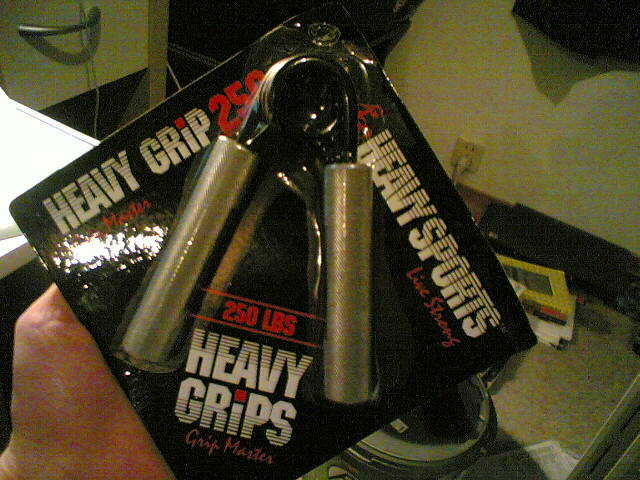 HEAVY GRiP 250
Master
HEAVY SPORTS
Live Strong
250 LBS
HEAVY
GRiPS
Grip Master